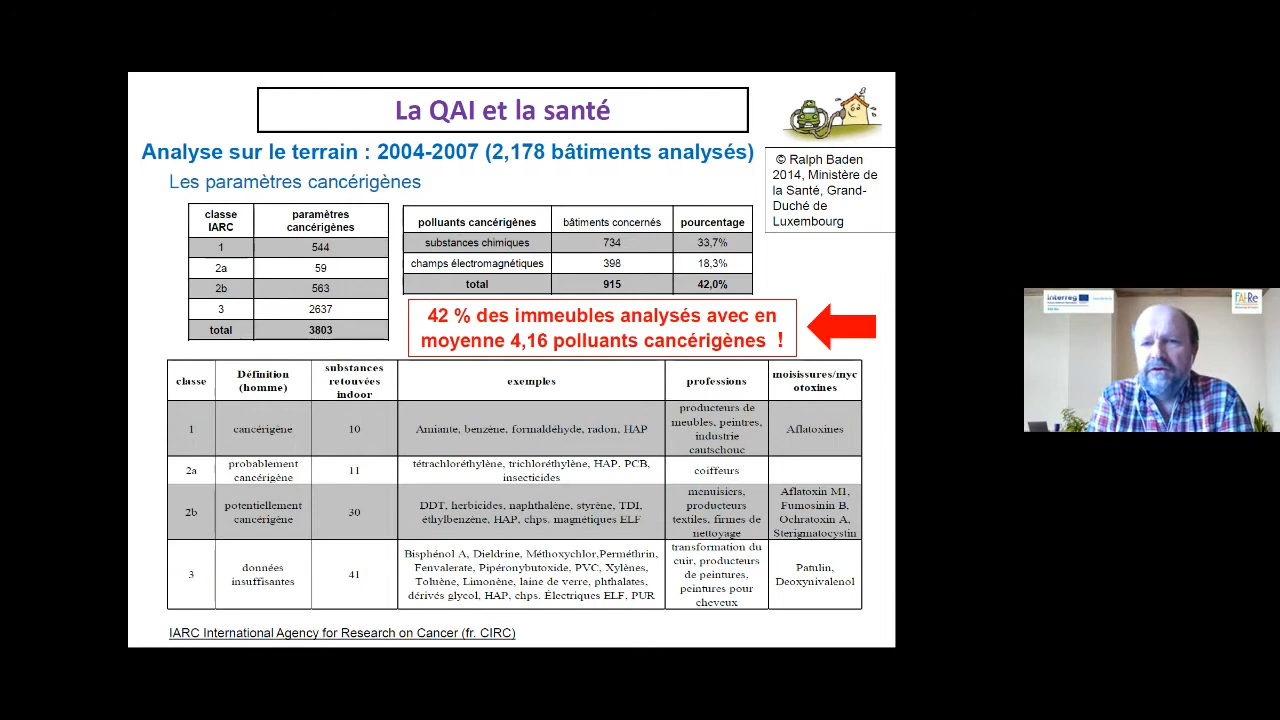 La QAI et la santé
Analyse sur le terrain : 2004-2007 (2,178 bâtiments analysés)
Les paramètres cancérigènes
© Ralph Baden
2014, Ministère de
la Santé, Grand-
Duché de
Luxembourg
classe IARC paramètres cancérigènes
1 544
2a 59
2b 563
3 2637
total 3803
polluants cancérigènes bâtiments concernés pourcentage
substances chimiques 734 33,7%
champs électromagnétiques 398 18,3%
total 915 42,0%
42 % des immeubles analysés avec en
moyenne 4,16 polluants cancérigènes !
classe Définition (homme) substances retouvées indoor exemples professions moisissures/myc otoxines
1 cancérigène 10 Amiante, benzène, formaldéhyde, radon, HAP producteurs de meubles, peintres, industrie cautschouc Aflatoxines
2a probablement cancérigène 11 tétrachloréthylène, trichloréthylène, HAP, PCB, insecticides coiffeurs
2b potentiellement cancérigène 30 DDT, herbicides, naphthalène, styrène, TDI, éthylbenzène, HAP, chps. magnétiques ELF menuisiers, producteurs textiles, firmes de nettoyage Aflatoxin M1, Fumosinin B, Ochratoxin A, Sterigmatocystin
3 données insuffisantes 41 Bisphénol A, Dieldrine, Méthoxychlor,Perméthrin, Fenvalerate, Pipéronybutoxide, PVC, Xylènes, Toluène, Limonène, laine de verre, phthalates, dérivés glycol, HAP, chps. Électriques ELF, PUR transformation du cuir, producteurs de peintures, peintures pour cheveux Patulin, Deoxynivalenol
IARC International Agency for Research on Cancer (fr. CIRC)
interreg
FAIRe